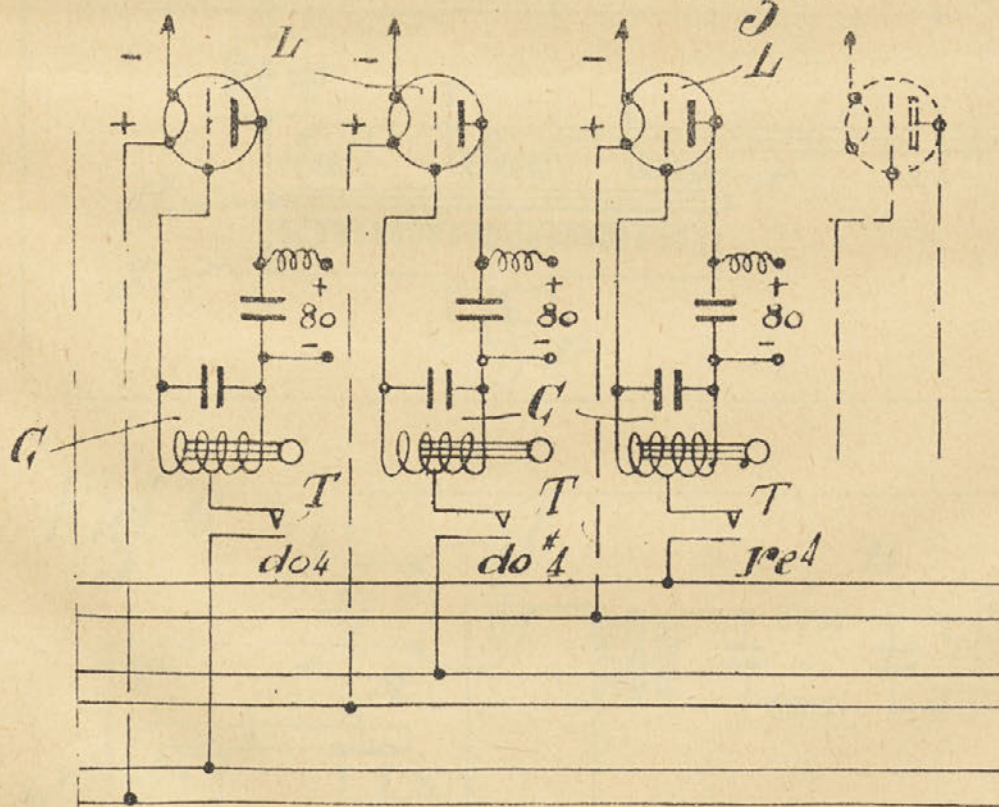 L L
- - -
+ + +
+ + +
80 80 80
- - -
C C
T T T
do4 do#4 re4